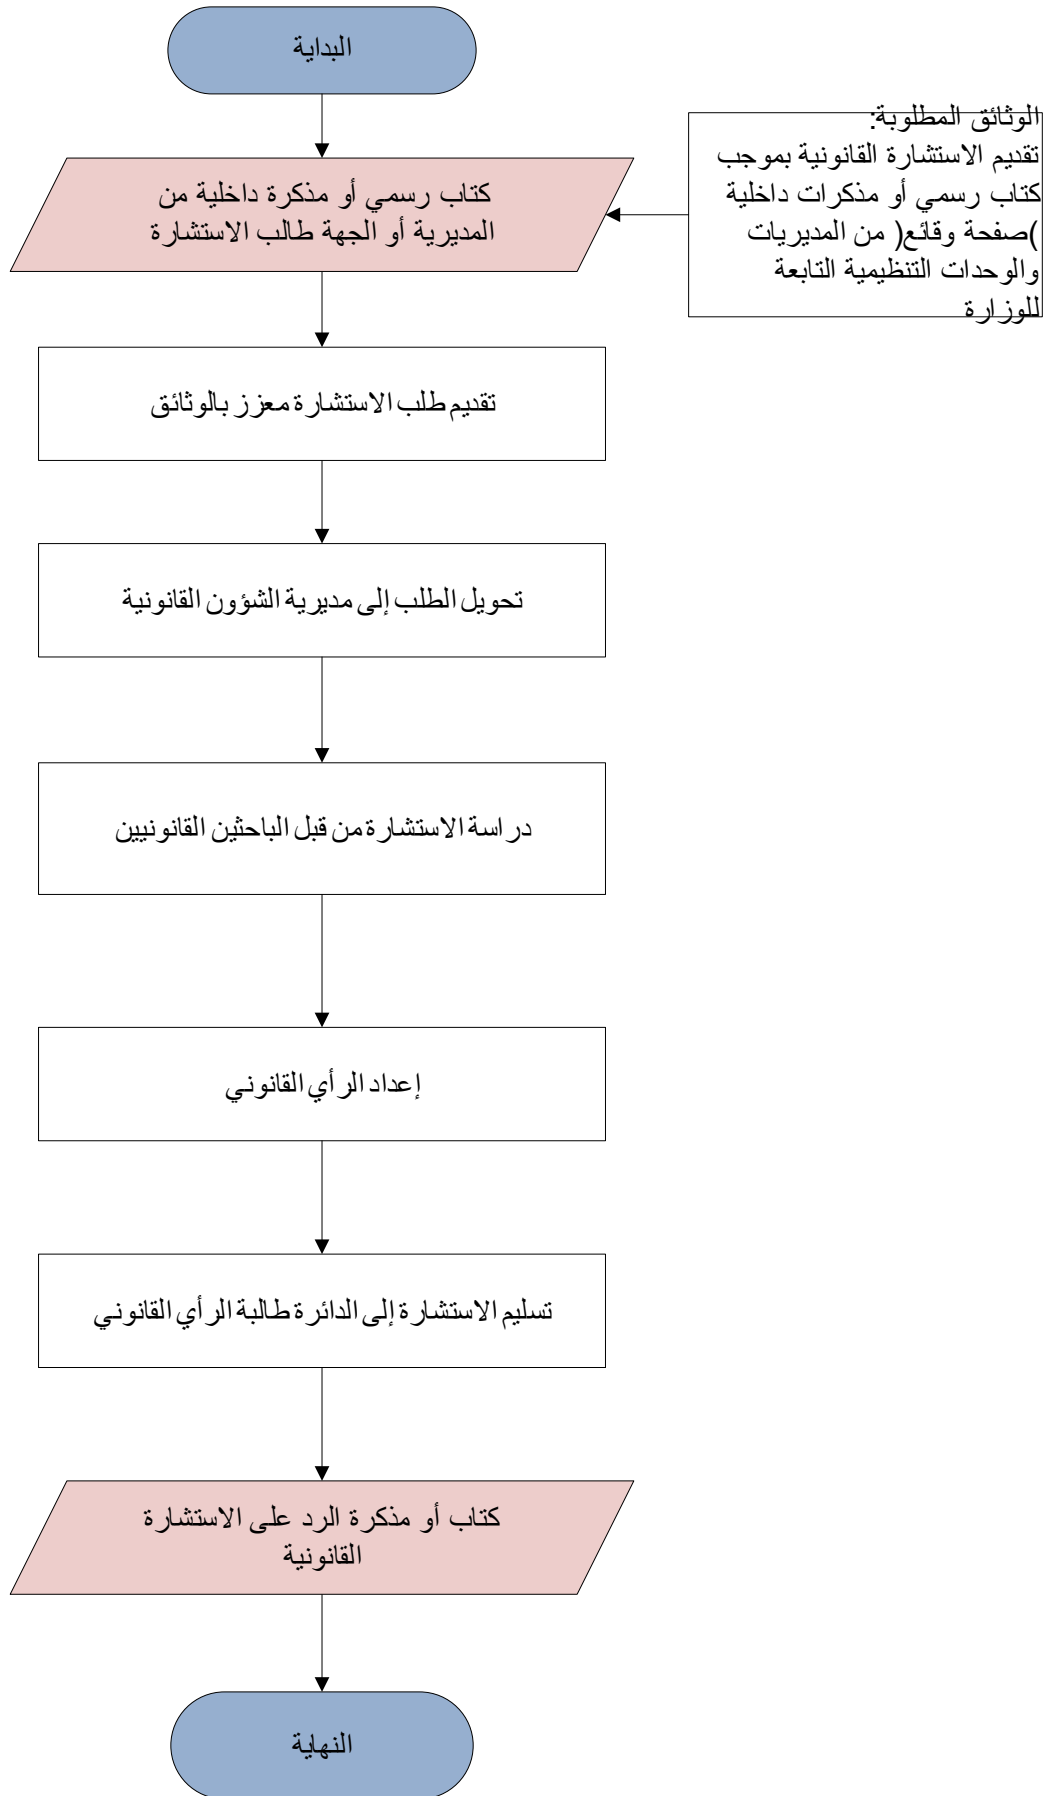 البداية
كتاب رسمي أو مذكرة داخلية من
المديرية أو الجهة طالب الاستشارة
الوثائق المطلوبة:
تقديم الاستشارة القانونية بموجب
كتاب رسمي أو مذكرات داخلية
)صفحة وقائع( من المديريات
والوحدات التنظيمية التابعة
للوزارة
تقديم طلب الاستشارة معزز بالوثائق
تحويل الطلب إلى مديرية الشؤون القانونية
دراسة الاستشارة من قبل الباحثين القانونيين
إعداد الرأي القانوني
تسليم الاستشارة إلى الدائرة طالبة الرأي القانوني
كتاب أو مذكرة الرد على الاستشارة
القانونية
النهاية